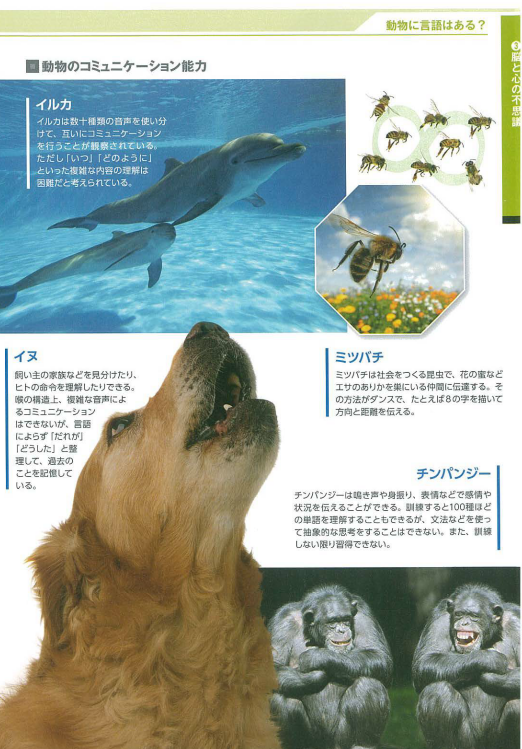 動物に言語はある？
❸脳と心の不思議
動物のコミュニケーション能力
イルカ
イルカは数十種類の音声を使い分
けて、互いにコミュニケーション
を行うことが観察されている。
ただし「いつ」「どのように」
といった複雑な内容の理解は
困難だと考えられている。
イヌ
飼い主の家族などを見分けたり、
ヒトの命令を理解したりできる。
喉の構造上、複雑な音声によ
るコミュニケーション
はできないが、言語
によらず「だれが」
「どうした」と整
理して、過去の
ことを記憶して
いる。
ミツバチ
ミツバチは社会をつくる昆虫で、花の蜜など
エサのありかを巣にいる仲間に伝達する。そ
の方法がダンスで、たとえば8の字を描いて
方向と距離を伝える。
チンパンジー
チンパンジーは鳴き声や身振り、表情などで感情や
状況を伝えることができる。訓練すると100種ほど
の単語を理解することもできるが、文法などを使っ
て抽象的な思考をすることはできない。また、訓練
しない限り習得できない。